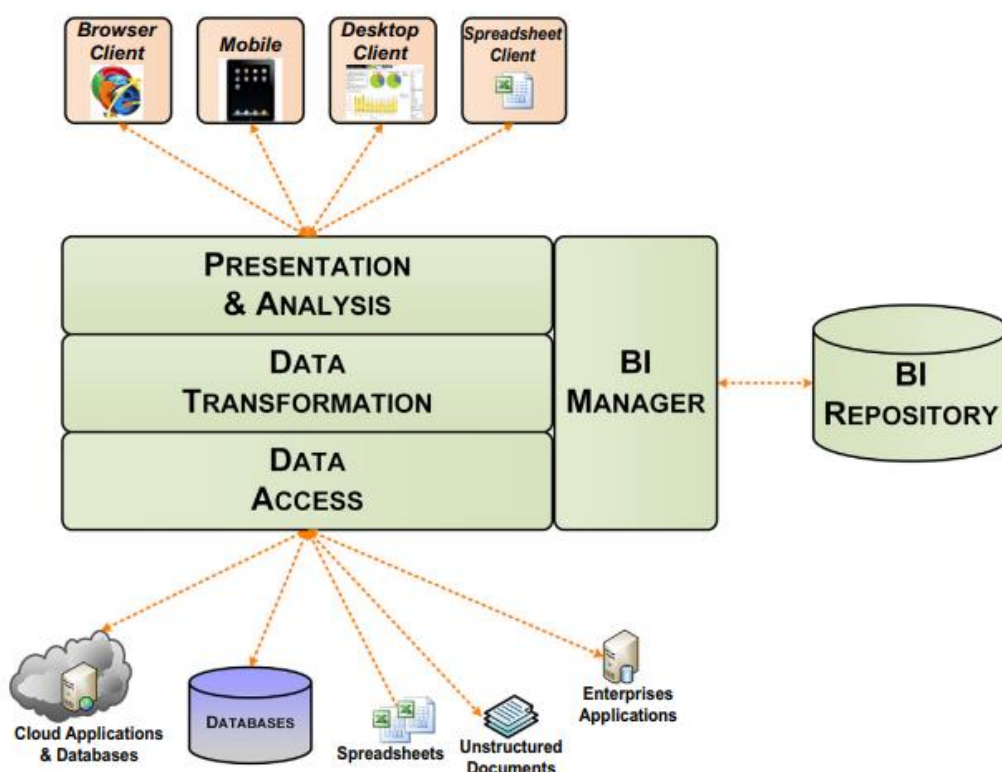 Browser
Client
Mobile
Desktop
Client
Spreadsheet
Client
PRESENTATION
& ANALYSIS
DATA
TRANSFORMATION
DATA
ACCESS
BI
MANAGER
BI
REPOSITORY
Cloud Applications
& Databases
DATABASES
Spreadsheets
Unstructured
Documents
Enterprises
Applications